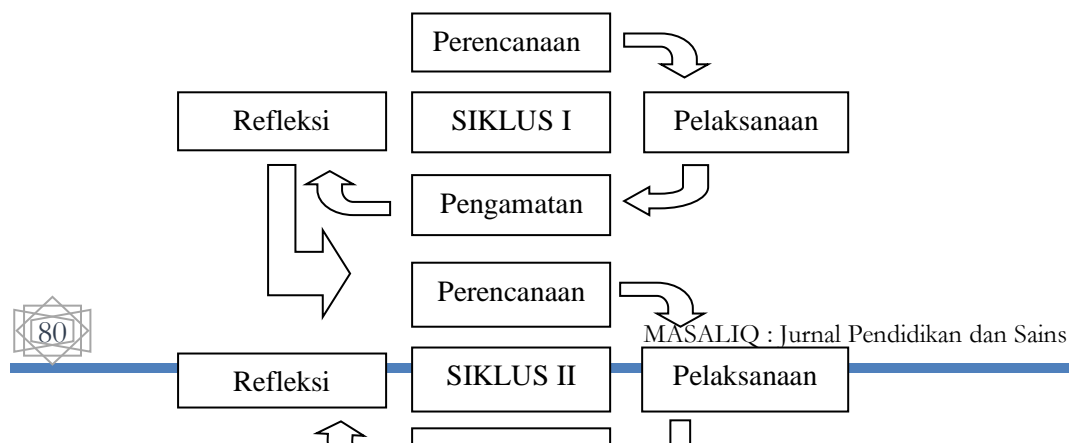 Perencanaan
Refleksi
SIKLUS I
Pelaksanaan
Pengamatan
Perencanaan
80
MASALIQ : Jurnal Pendidikan dan Sains
Refleksi
SIKLUS II
Pelaksanaan